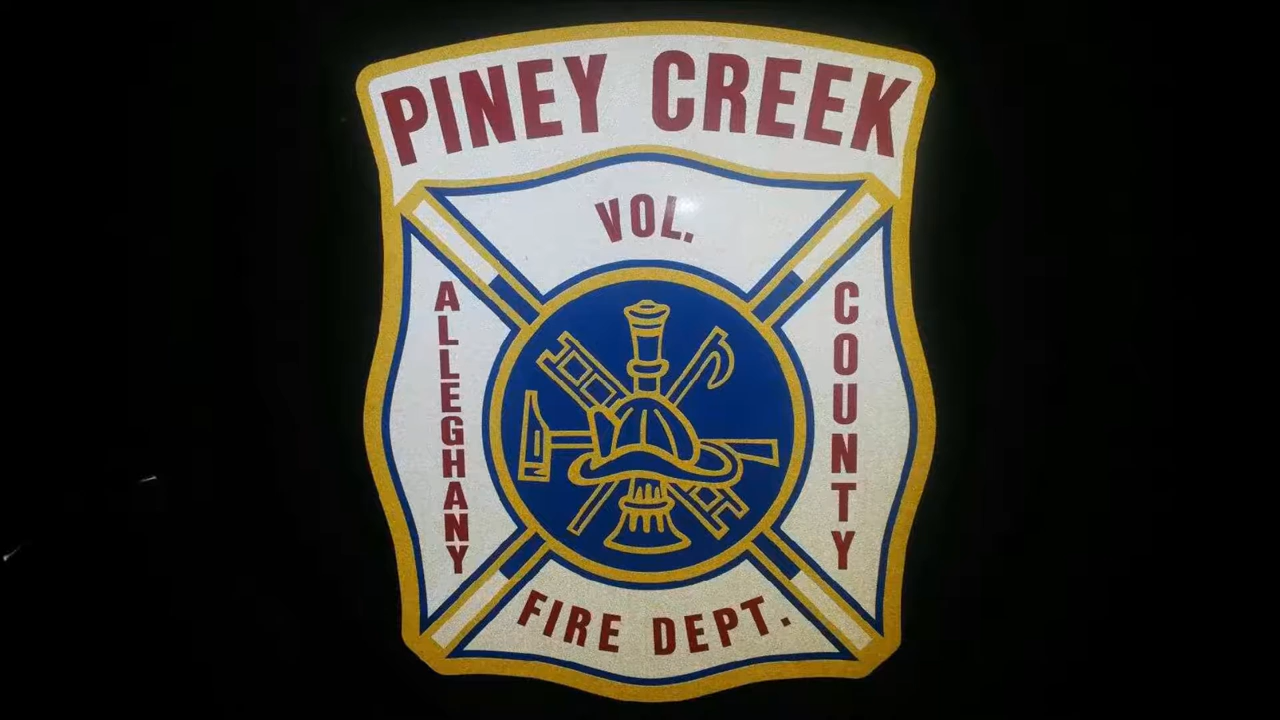 PINEY CREEK
VOL.
ALLEGHANY
COUNTY
FIRE DEPT.